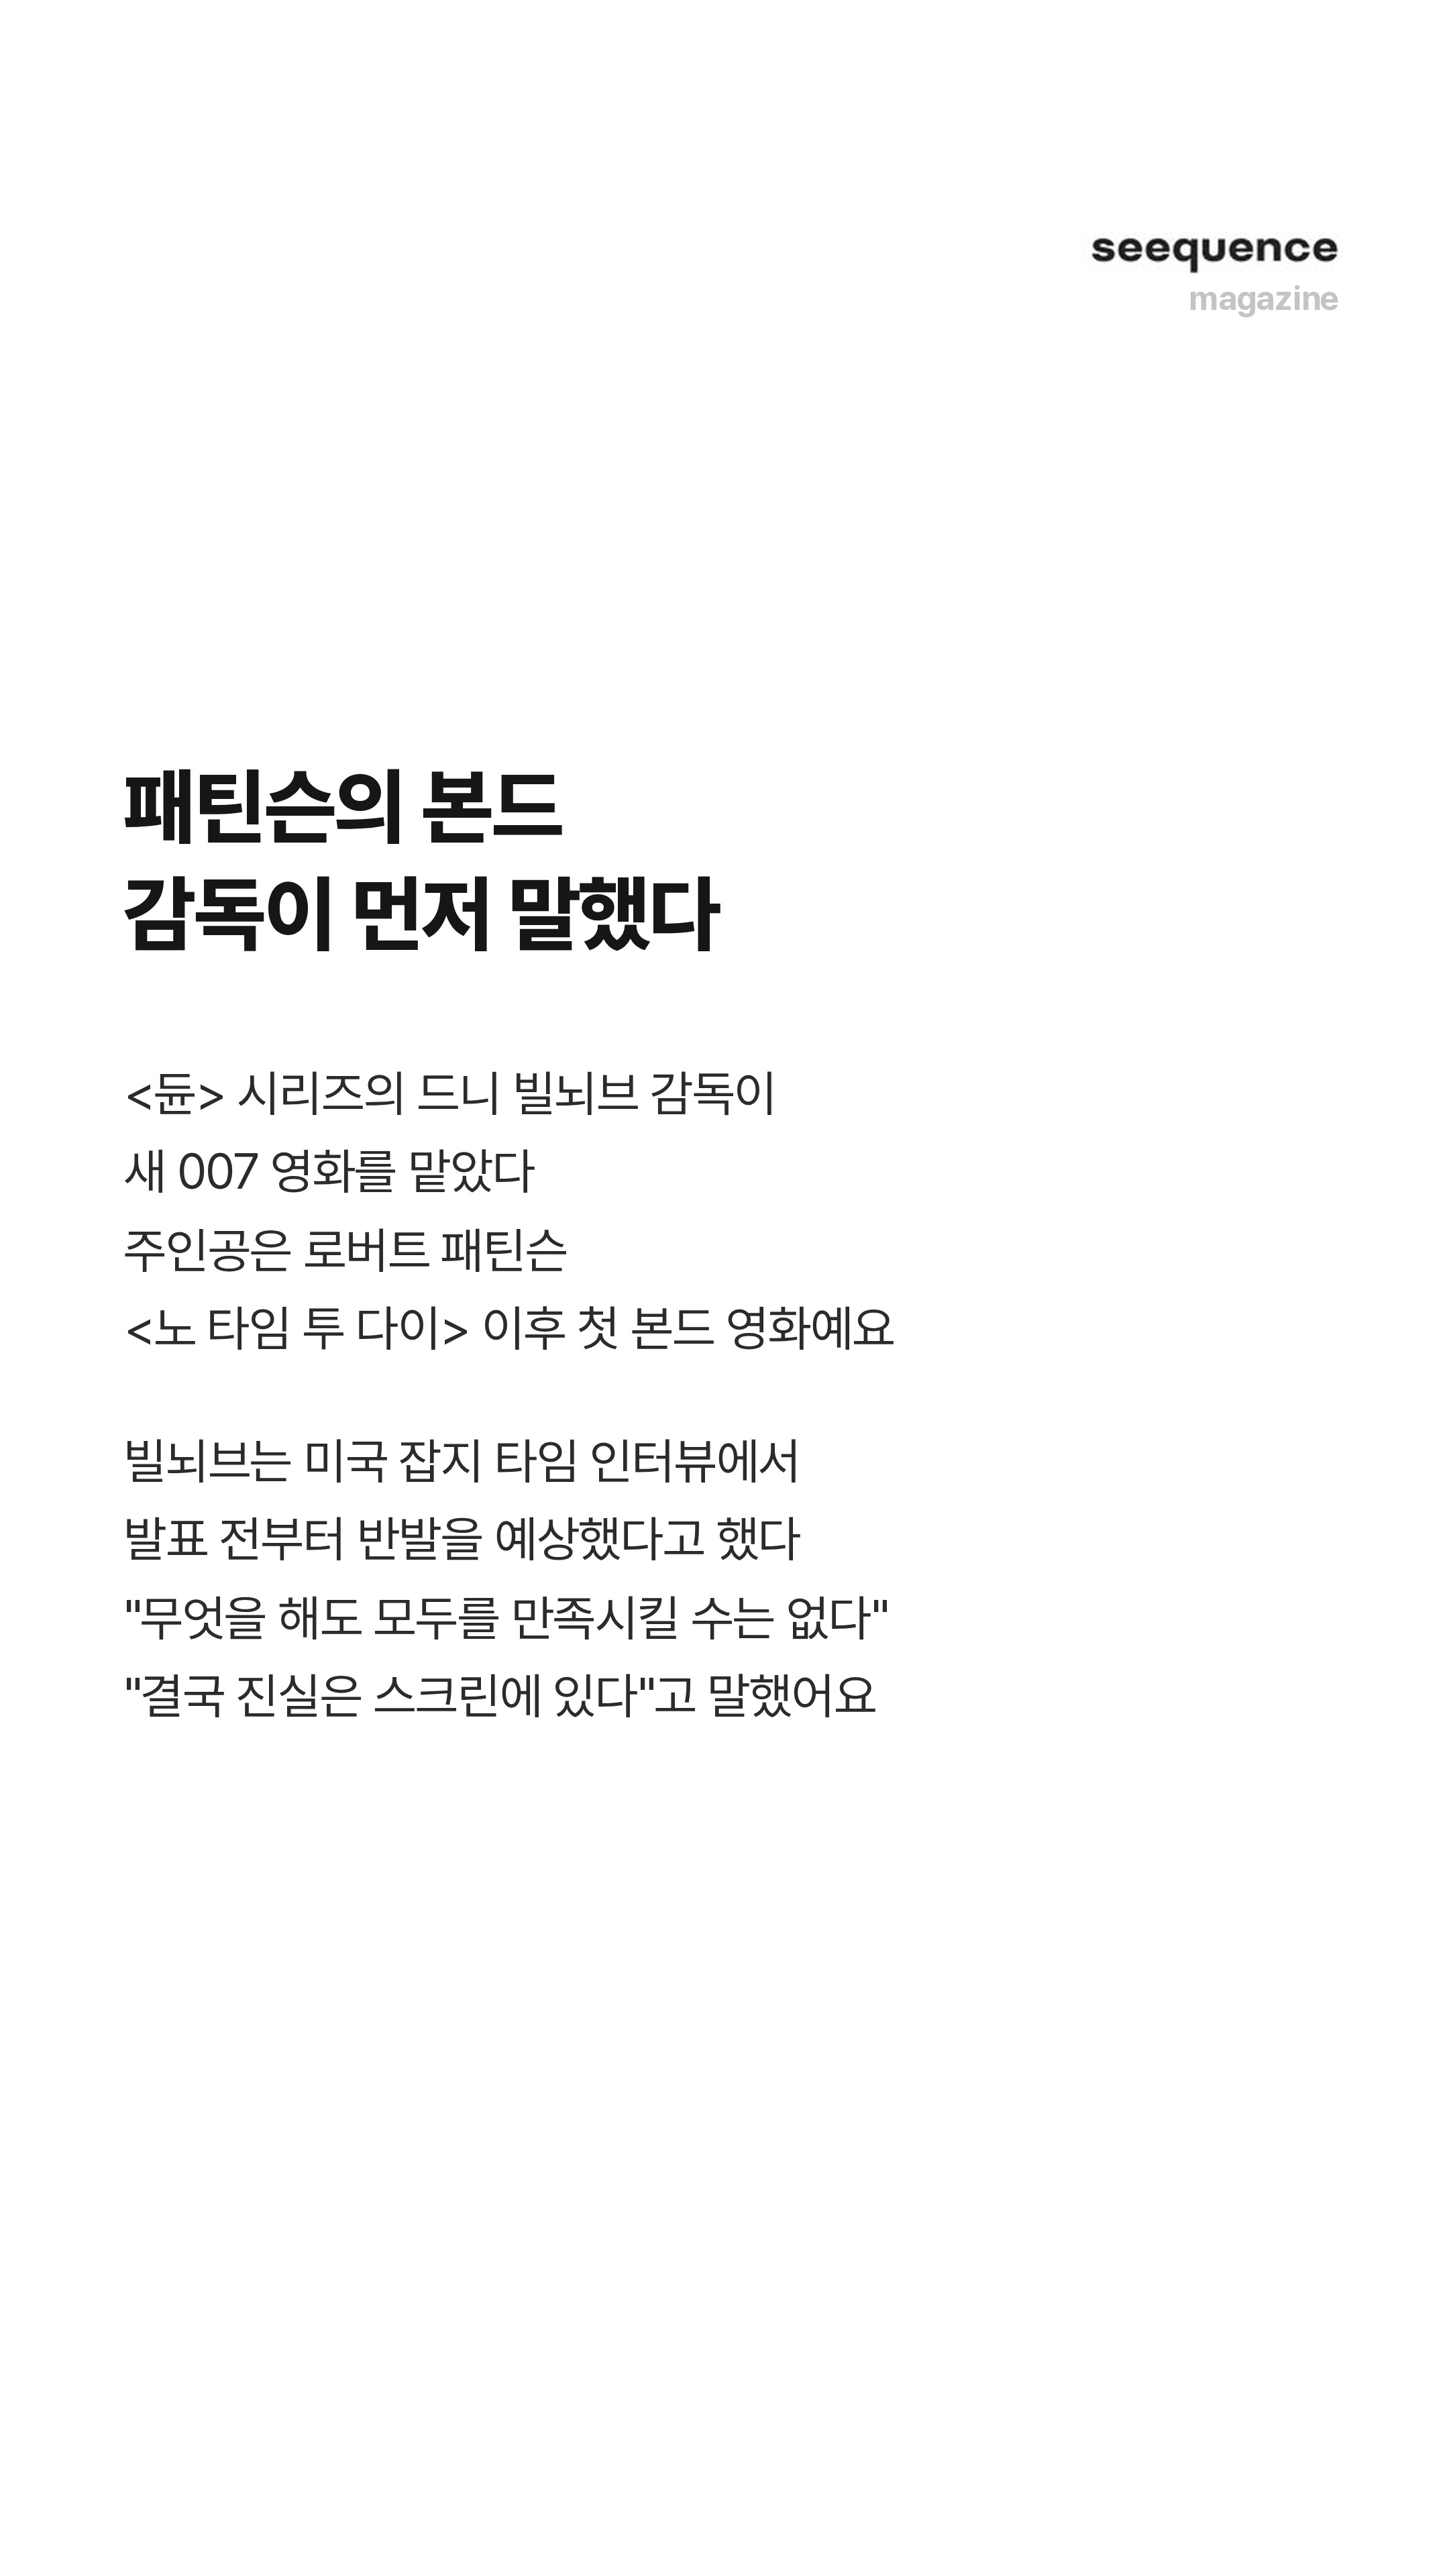 seequence
magazine
패틴슨의 본드
감독이 먼저 말했다
<듄> 시리즈의 드니 빌뇌브 감독이
새 007 영화를 맡았다
주인공은 로버트 패틴슨
<노 타임 투 다이> 이후 첫 본드 영화예요
빌뇌브는 미국 잡지 타임 인터뷰에서
발표 전부터 반발을 예상했다고 했다
"무엇을 해도 모두를 만족시킬 수는 없다"
"결국 진실은 스크린에 있다"고 말했어요